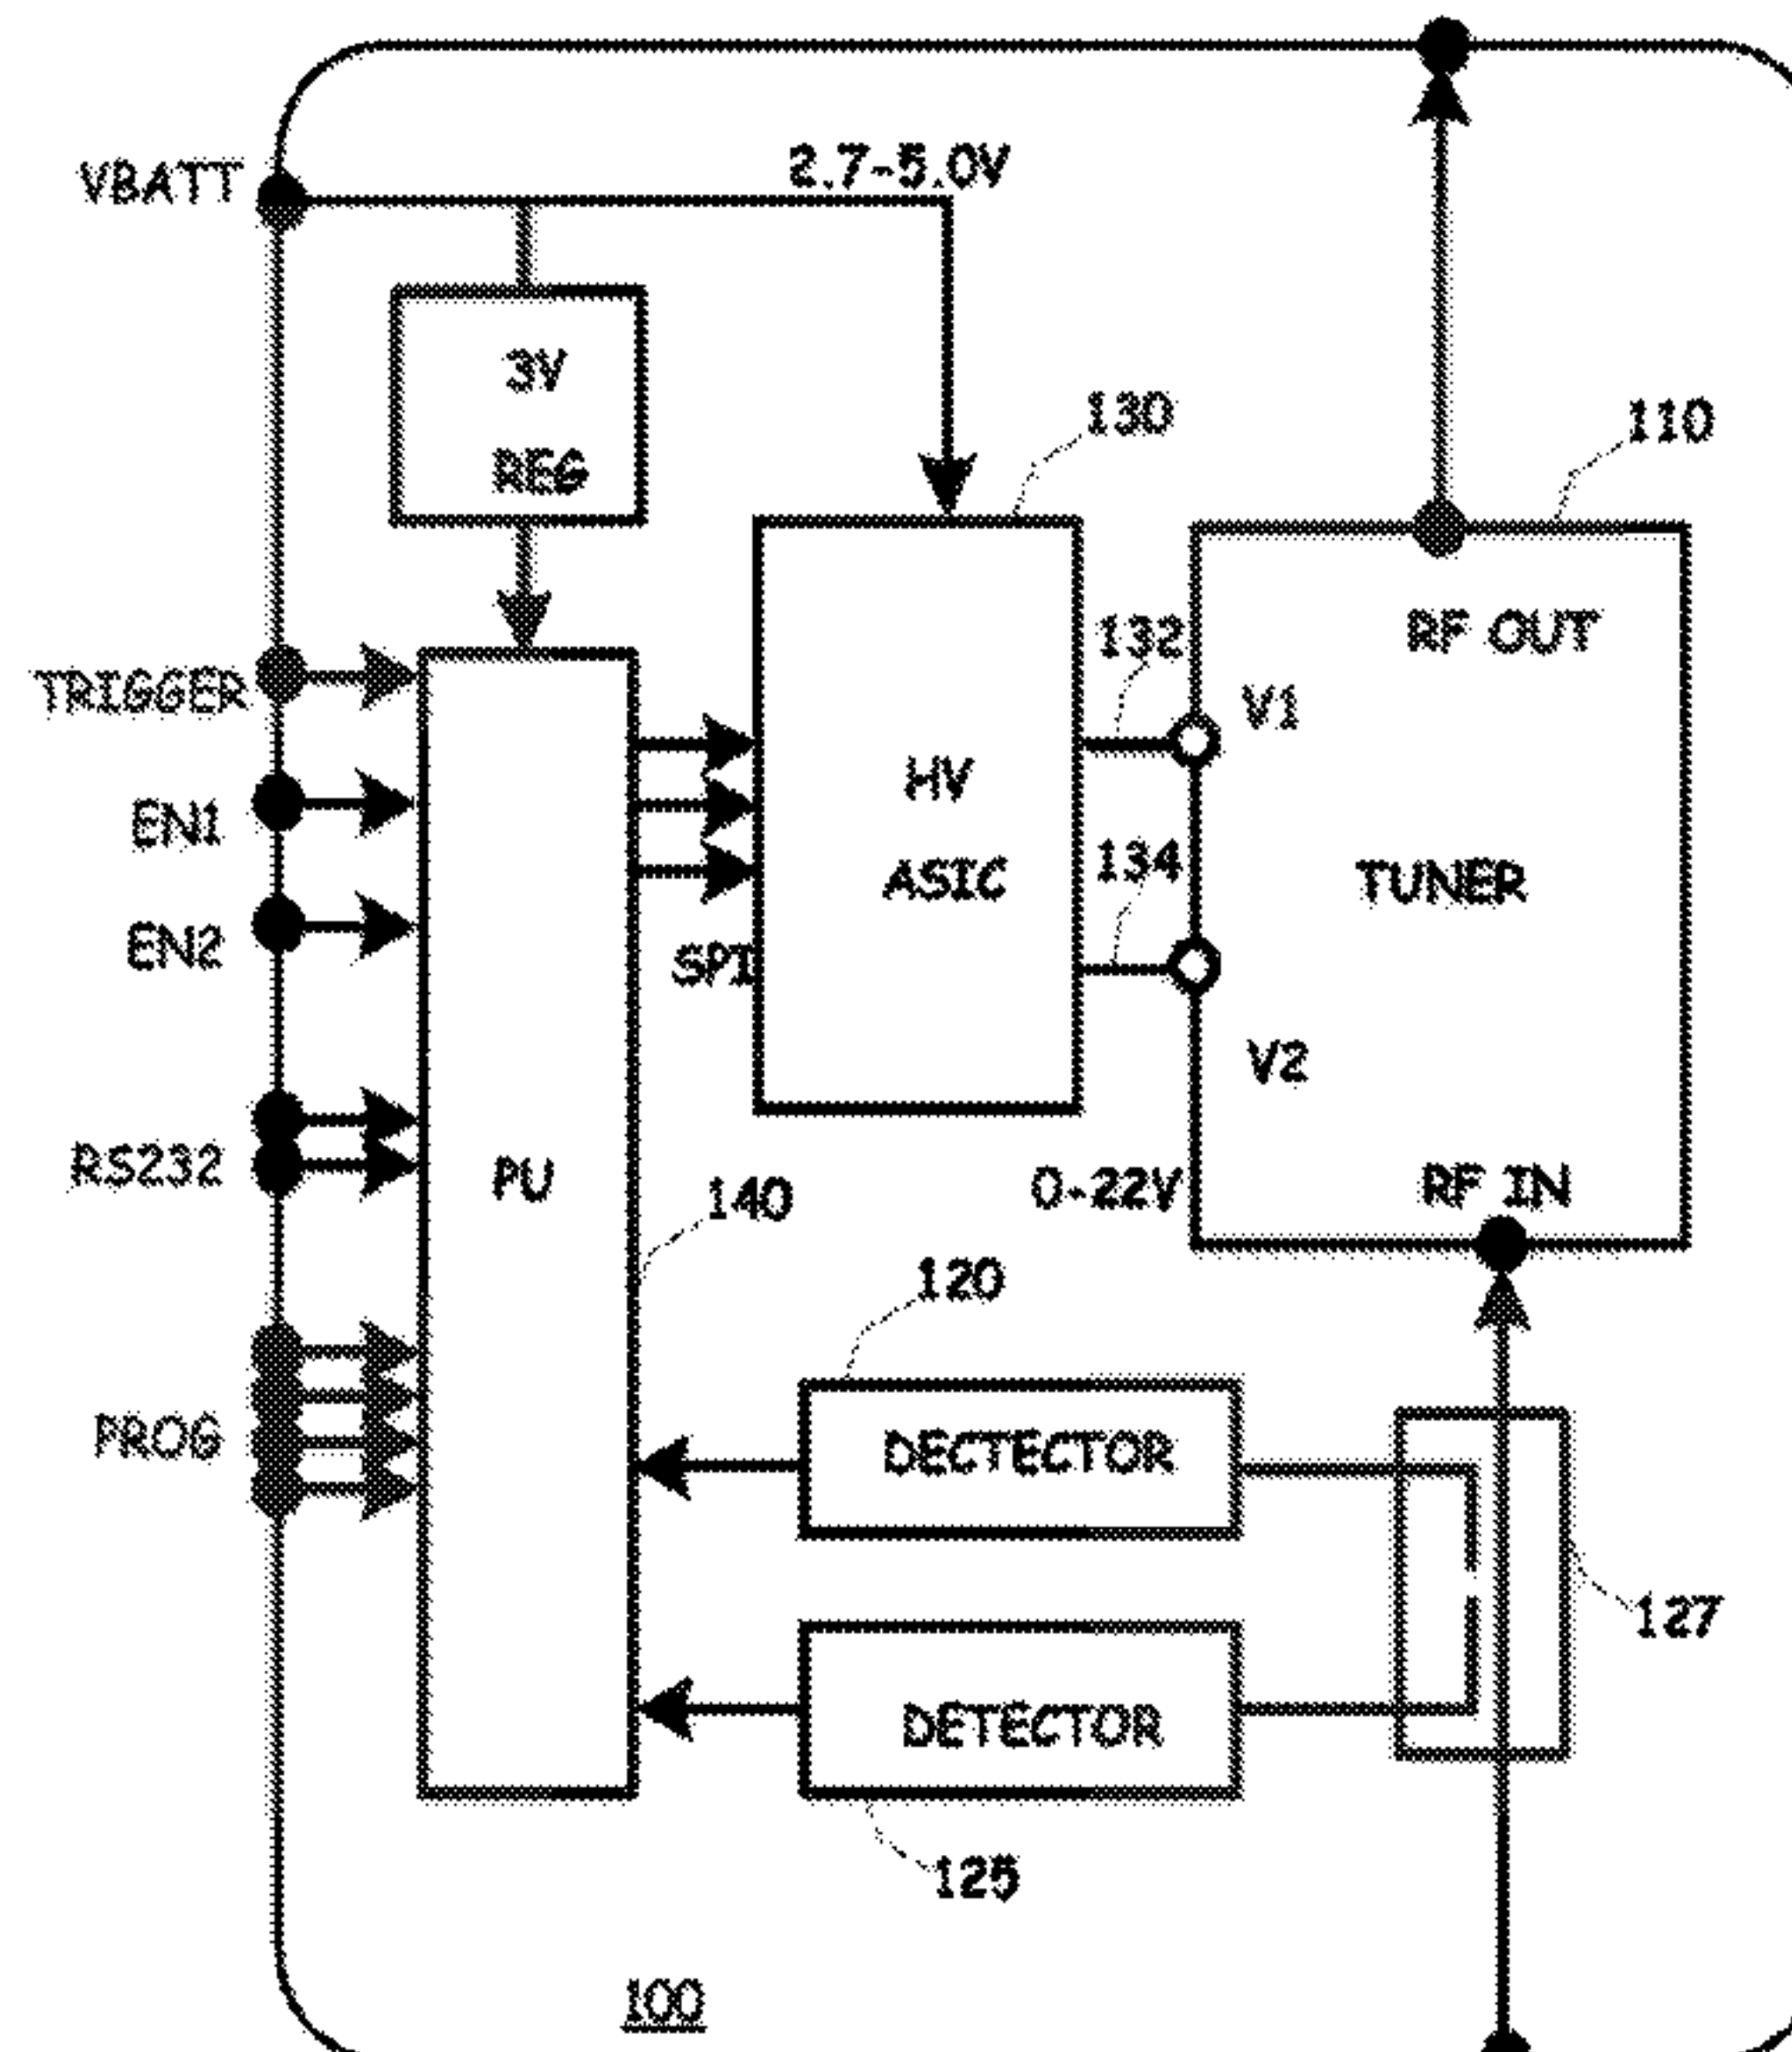 VBATT
2.7-5.0V
3V
REG
130
110
TRIGGER
132
RF OUT
V1
EN1
HV
ASIC
134
TUNER
EN2
SPI
V2
RS232
PU
140
0-22V
RF IN
120
PROG
DECTECTOR
127
DETECTOR
125
100